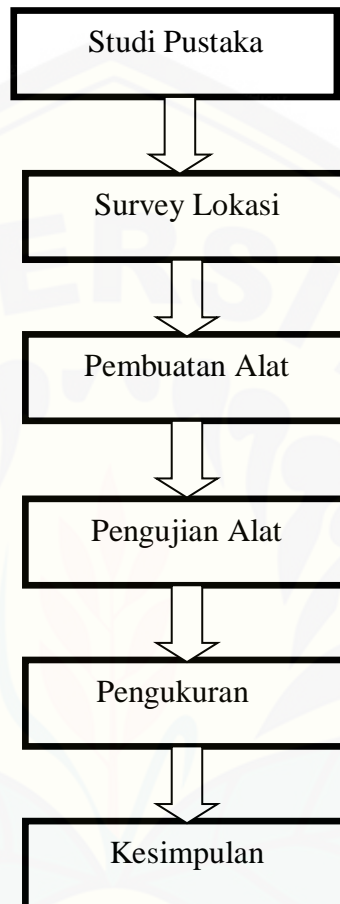 Studi Pustaka
Survey Lokasi
Pembuatan Alat
Pengujian Alat
Pengukuran
Kesimpulan